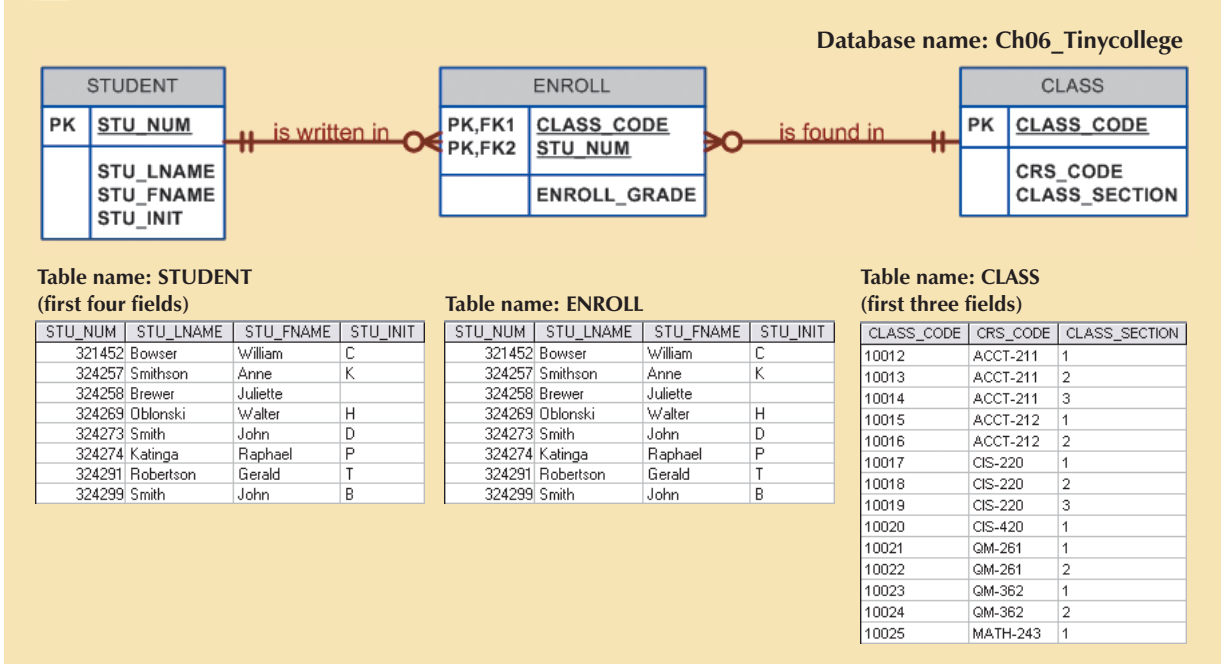 Database name: Ch06_Tinycollege
STUDENT
PK STU_NUM
STU_LNAME
STU_FNAME
STU_INIT
is written in
ENROLL
PK,FK1 CLASS_CODE
PK,FK2 STU_NUM
ENROLL_GRADE
is found in
CLASS
PK CLASS_CODE
CRS_CODE
CLASS_SECTION
Table name: STUDENT
(first four fields)
STU_NUM STU_LNAME STU_FNAME STU_INIT
321452 Bowser William C
324257 Smithson Anne K
324258 Brewer Juliette
324269 Oblonski Walter H
324273 Smith John D
324274 Katinga Raphael P
324291 Robertson Gerald T
324299 Smith John B
Table name: ENROLL
STU_NUM STU_LNAME STU_FNAME STU_INIT
321452 Bowser William C
324257 Smithson Anne K
324258 Brewer Juliette
324269 Oblonski Walter H
324273 Smith John D
324274 Katinga Raphael P
324291 Robertson Gerald T
324299 Smith John B
Table name: CLASS
(first three fields)
CLASS_CODE CRS_CODE CLASS_SECTION
10012 ACCT-211 1
10013 ACCT-211 2
10014 ACCT-211 3
10015 ACCT-212 1
10016 ACCT-212 2
10017 CIS-220 1
10018 CIS-220 2
10019 CIS-220 3
10020 CIS-420 1
10021 QM-261 1
10022 QM-261 2
10023 QM-362 1
10024 QM-362 2
10025 MATH-243 1